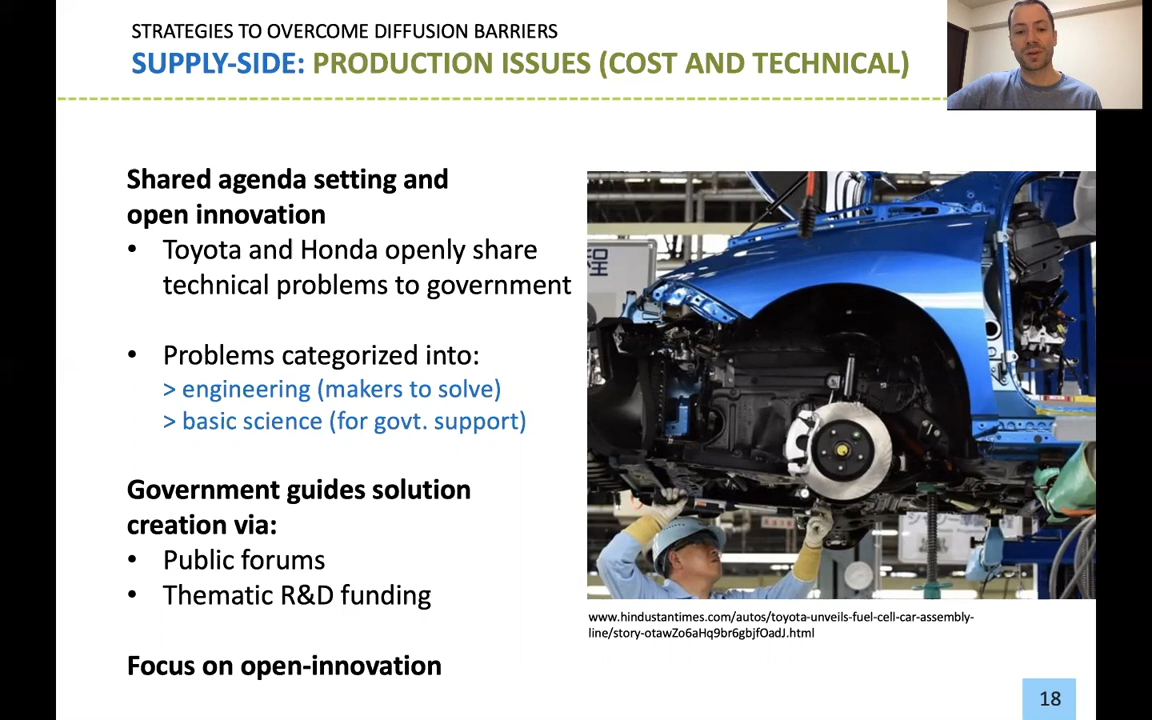 STRATEGIES TO OVERCOME DIFFUSION BARRIERS
SUPPLY-SIDE: PRODUCTION ISSUES (COST AND TECHNICAL)
Shared agenda setting and
open innovation
• Toyota and Honda openly share
technical problems to government
• Problems categorized into:
> engineering (makers to solve)
> basic science (for govt. support)
Government guides solution
creation via:
• Public forums
• Thematic R&D funding
Focus on open-innovation
程
www.hindustantimes.com/autos/toyota-unveils-fuel-cell-car-assembly-
line/story-otawZo6aHq9br6gbjfOadJ.html
18